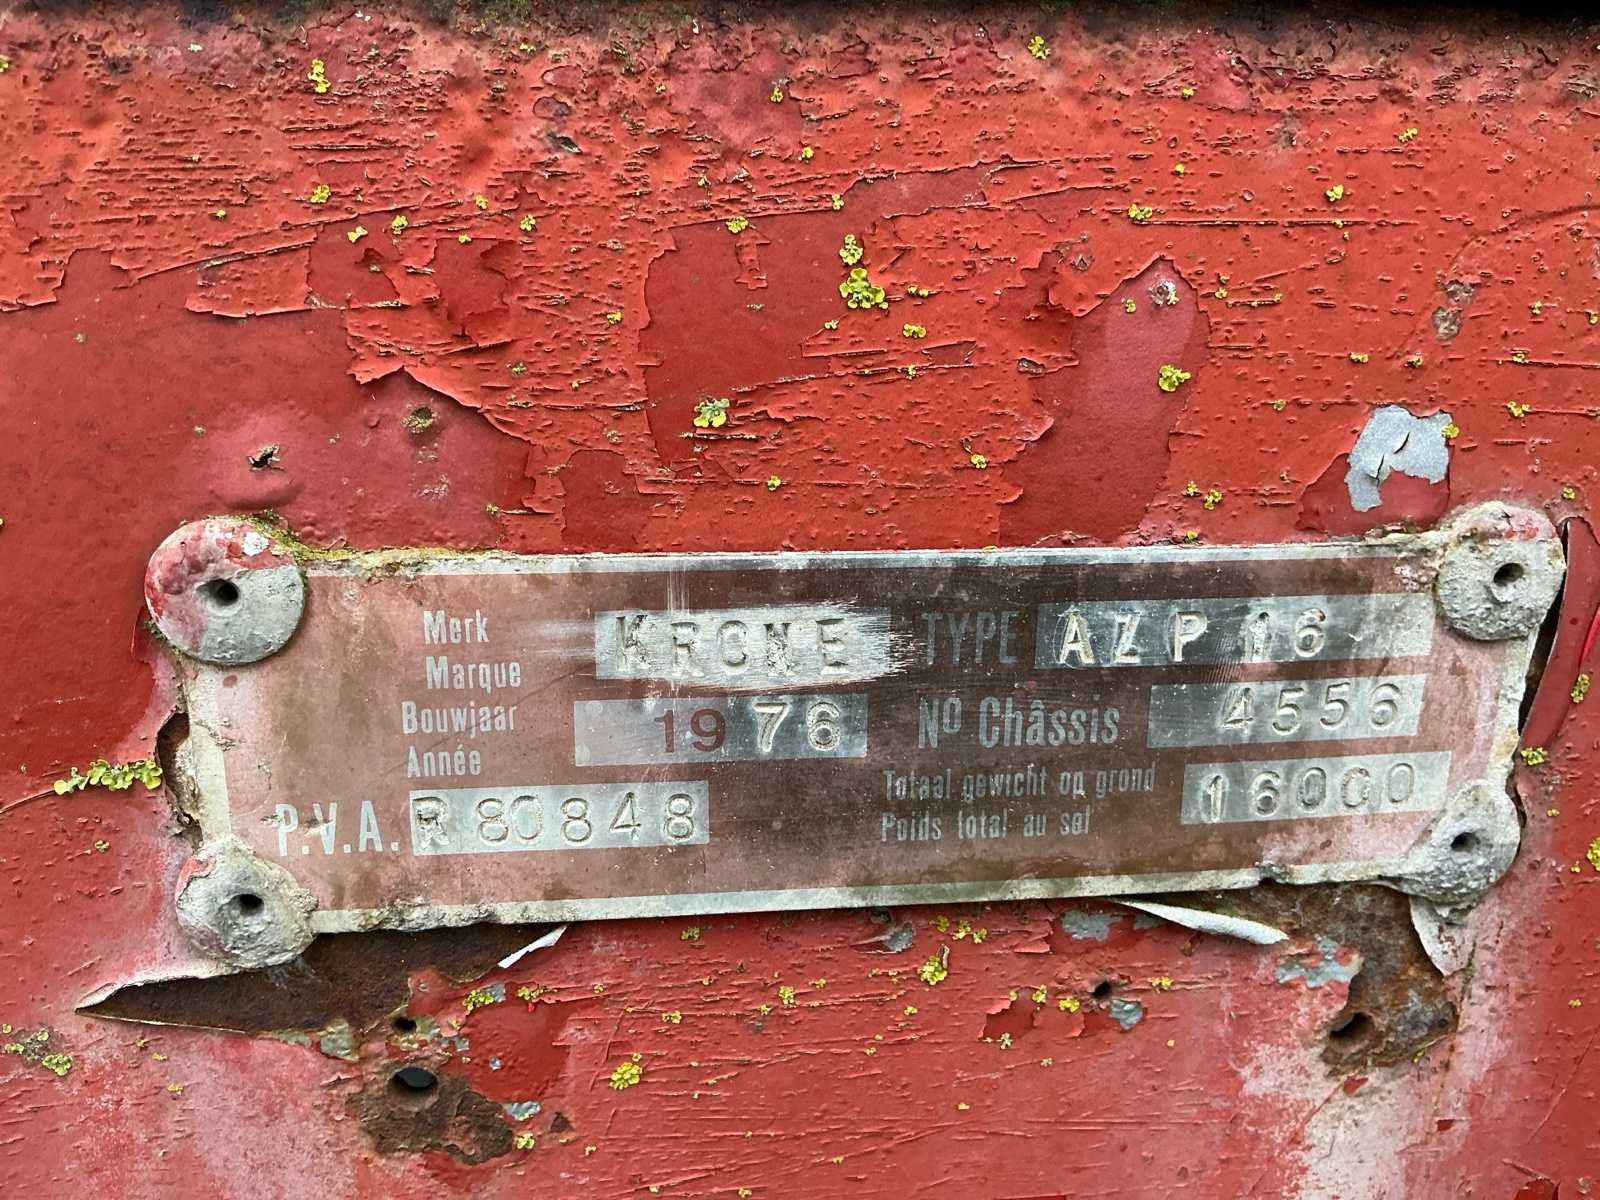 Merk
Marque KRONE TYPE AZP 16
Bouwjaar
Année 1976 Nº Châssis 4556
P.V.A. R80848 Totaal gewicht op grond
Poids total au sol 16000